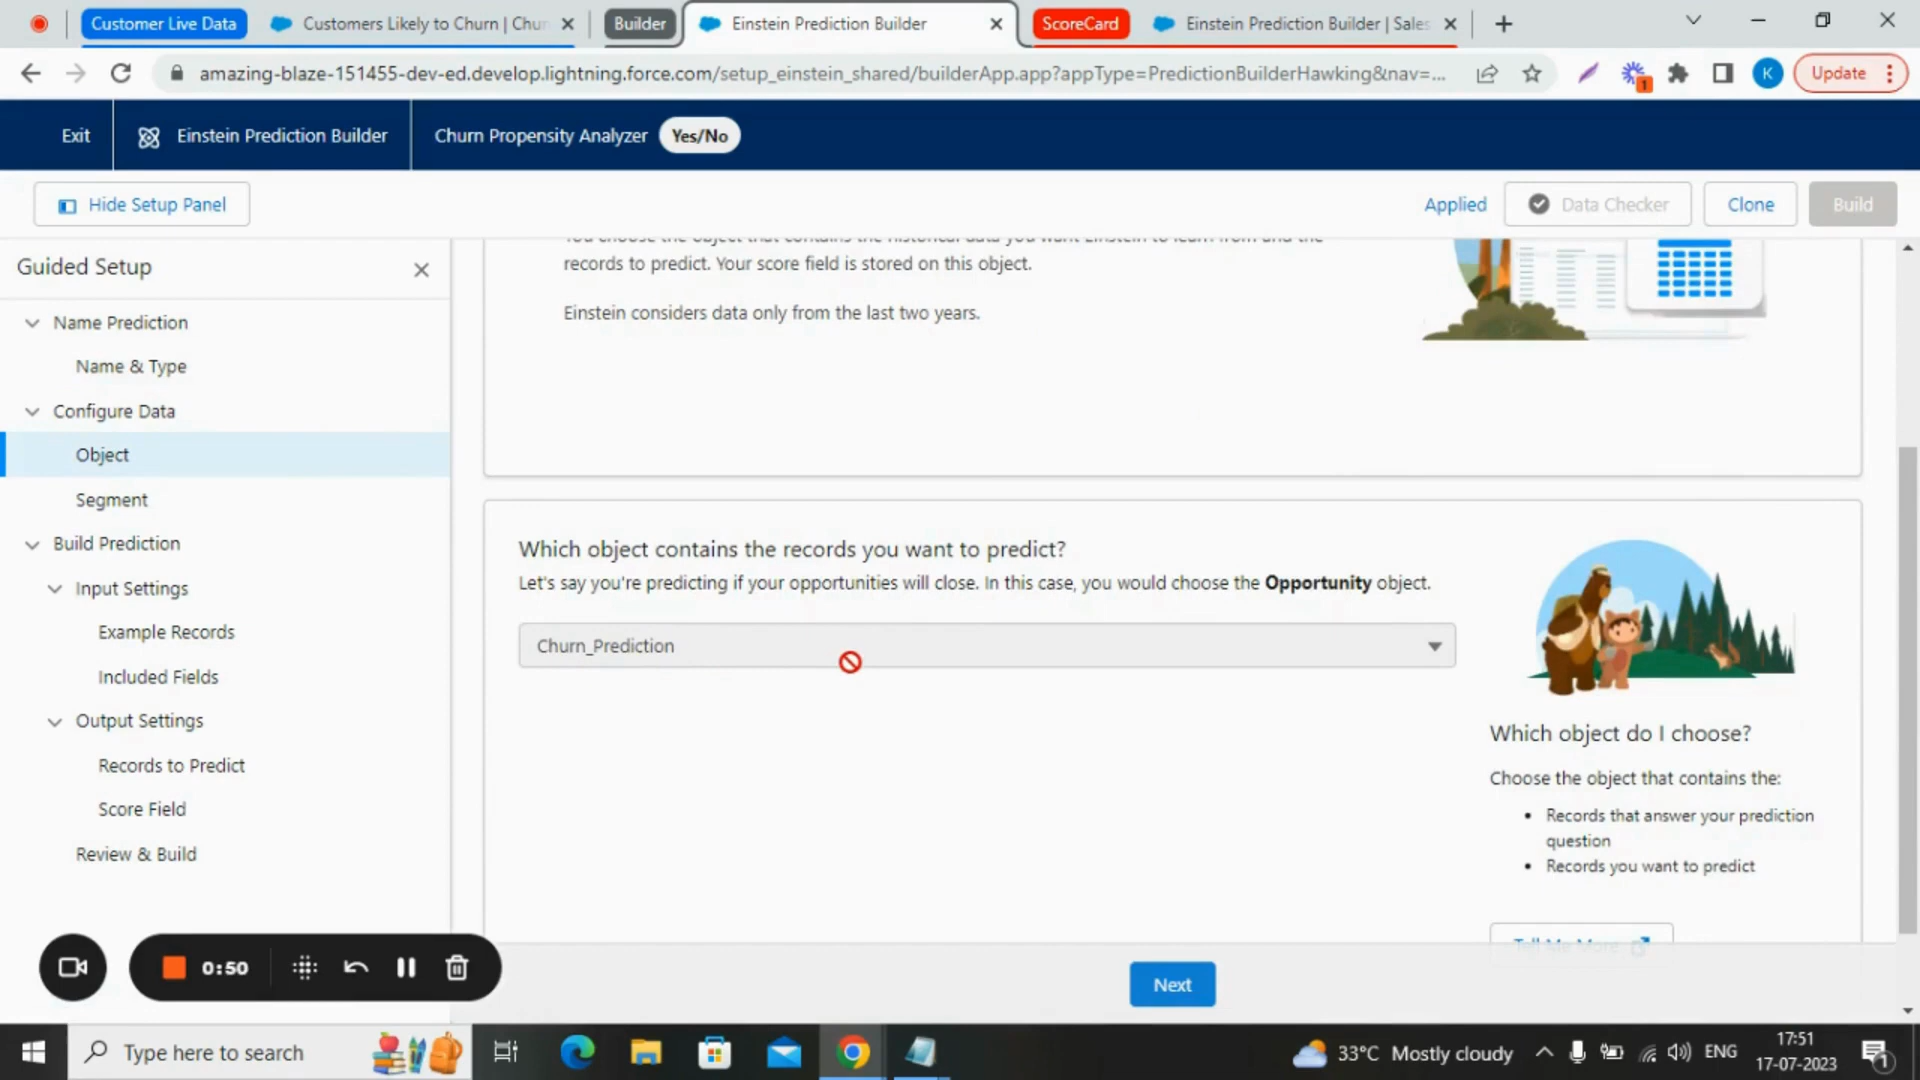 Customer Live Data
Customers Likely to Churn | Chur
Builder
Einstein Prediction Builder
ScoreCard
Einstein Prediction Builder | Sales
amazing-blaze-151455-dev-ed.develop.lightning.force.com/setup_einstein_shared/builderApp.app?appType=PredictionBuilderHawking&nav=...
1
K
Update
Exit
Einstein Prediction Builder
Churn Propensity Analyzer
Yes/No
Hide Setup Panel
Applied
Data Checker
Clone
Build
Guided Setup
Name Prediction
Name & Type
Configure Data
Object
Segment
Build Prediction
Input Settings
Example Records
Included Fields
Output Settings
Records to Predict
Score Field
Review & Build
You choose the object that contains the historical data you want Einstein to learn from and the
records to predict. Your score field is stored on this object.
Einstein considers data only from the last two years.
Which object contains the records you want to predict?
Let's say you're predicting if your opportunities will close. In this case, you would choose the Opportunity object.
Churn_Prediction
Which object do I choose?
Choose the object that contains the:
• Records that answer your prediction
question
• Records you want to predict
Tell Me More
Next
0:50
Type here to search
33°C Mostly cloudy
ENG
17:51
17-07-2023
1